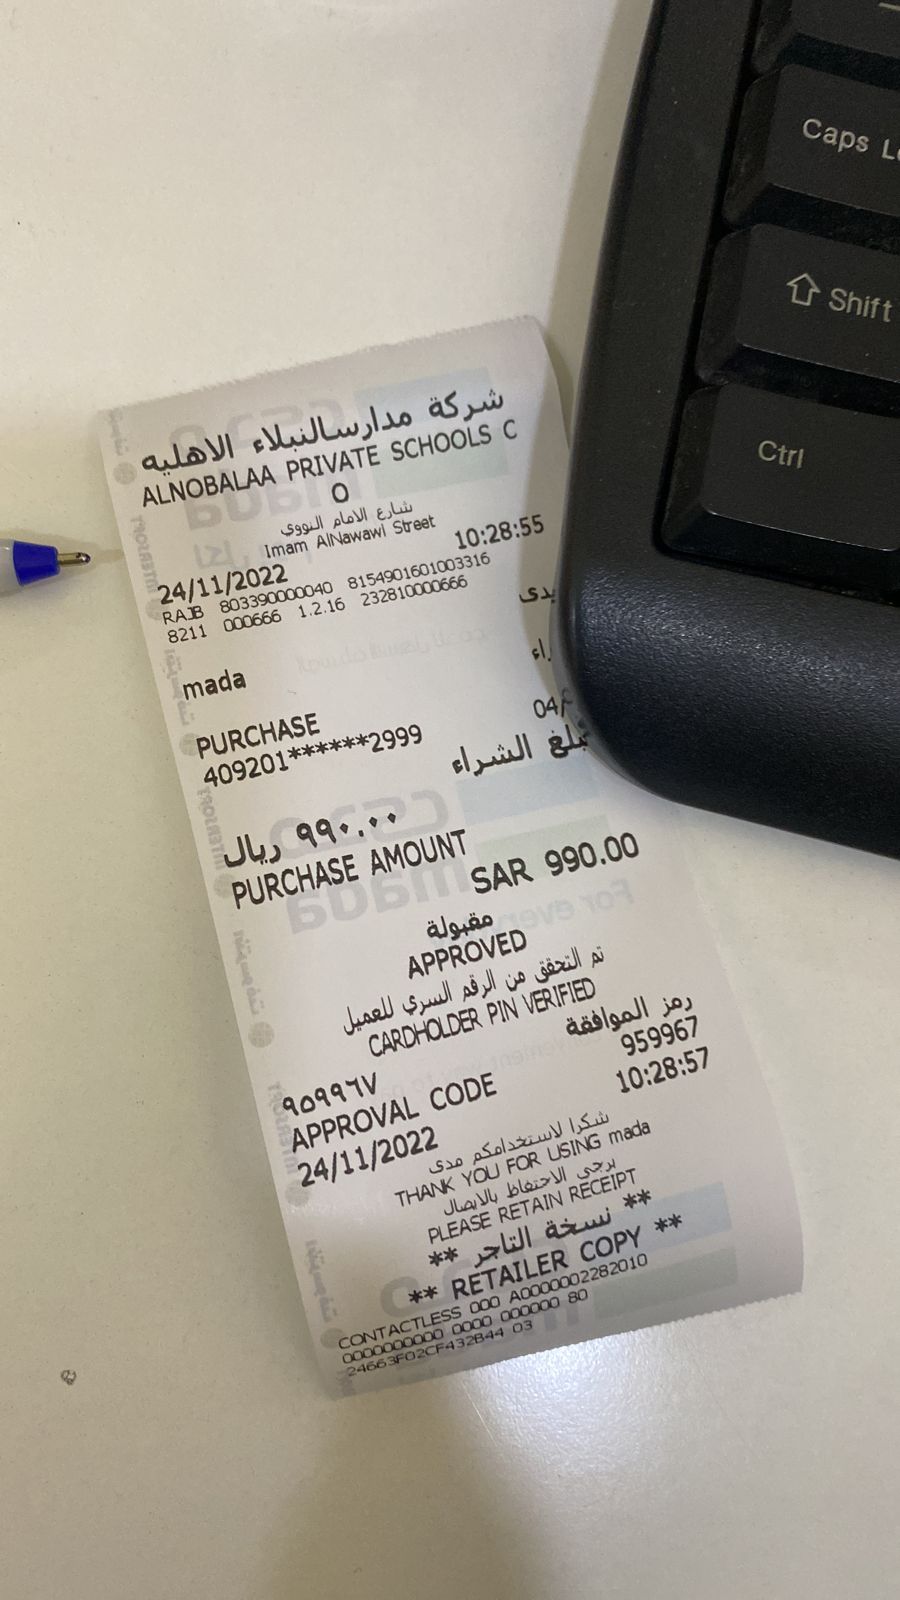 Caps
Shift
Ctrl
شركة مدارسالنبلاء الاهليه
ALNOBALAA PRIVATE SCHOOLS C
O
شارع الامام النووي
Imam AlNawawi Street
24/11/2022 10:28:55
RAJB 803390000040 8154901601003316
8211 000666 1.2.16 232810000666
mada
PURCHASE
409201******2999 04/
مبلغ الشراء
٩٩٠.٠٠ ريال
PURCHASE AMOUNT
SAR 990.00
مقبولة
APPROVED
تم التحقق من الرقم السري للعميل
CARDHOLDER PIN VERIFIED
رمز الموافقة
٩٥٩٩٦٧ 959967
APPROVAL CODE
24/11/2022 10:28:57
شكرا لاستخدامكم مدى
THANK YOU FOR USING mada
يرجى الاحتفاظ بالايصال
PLEASE RETAIN RECEIPT
** نسخة التاجر **
** RETAILER COPY **
CONTACTLESS 000 A0000002282010
0000000000 0000 000000 80
24663F02CF432B44 03